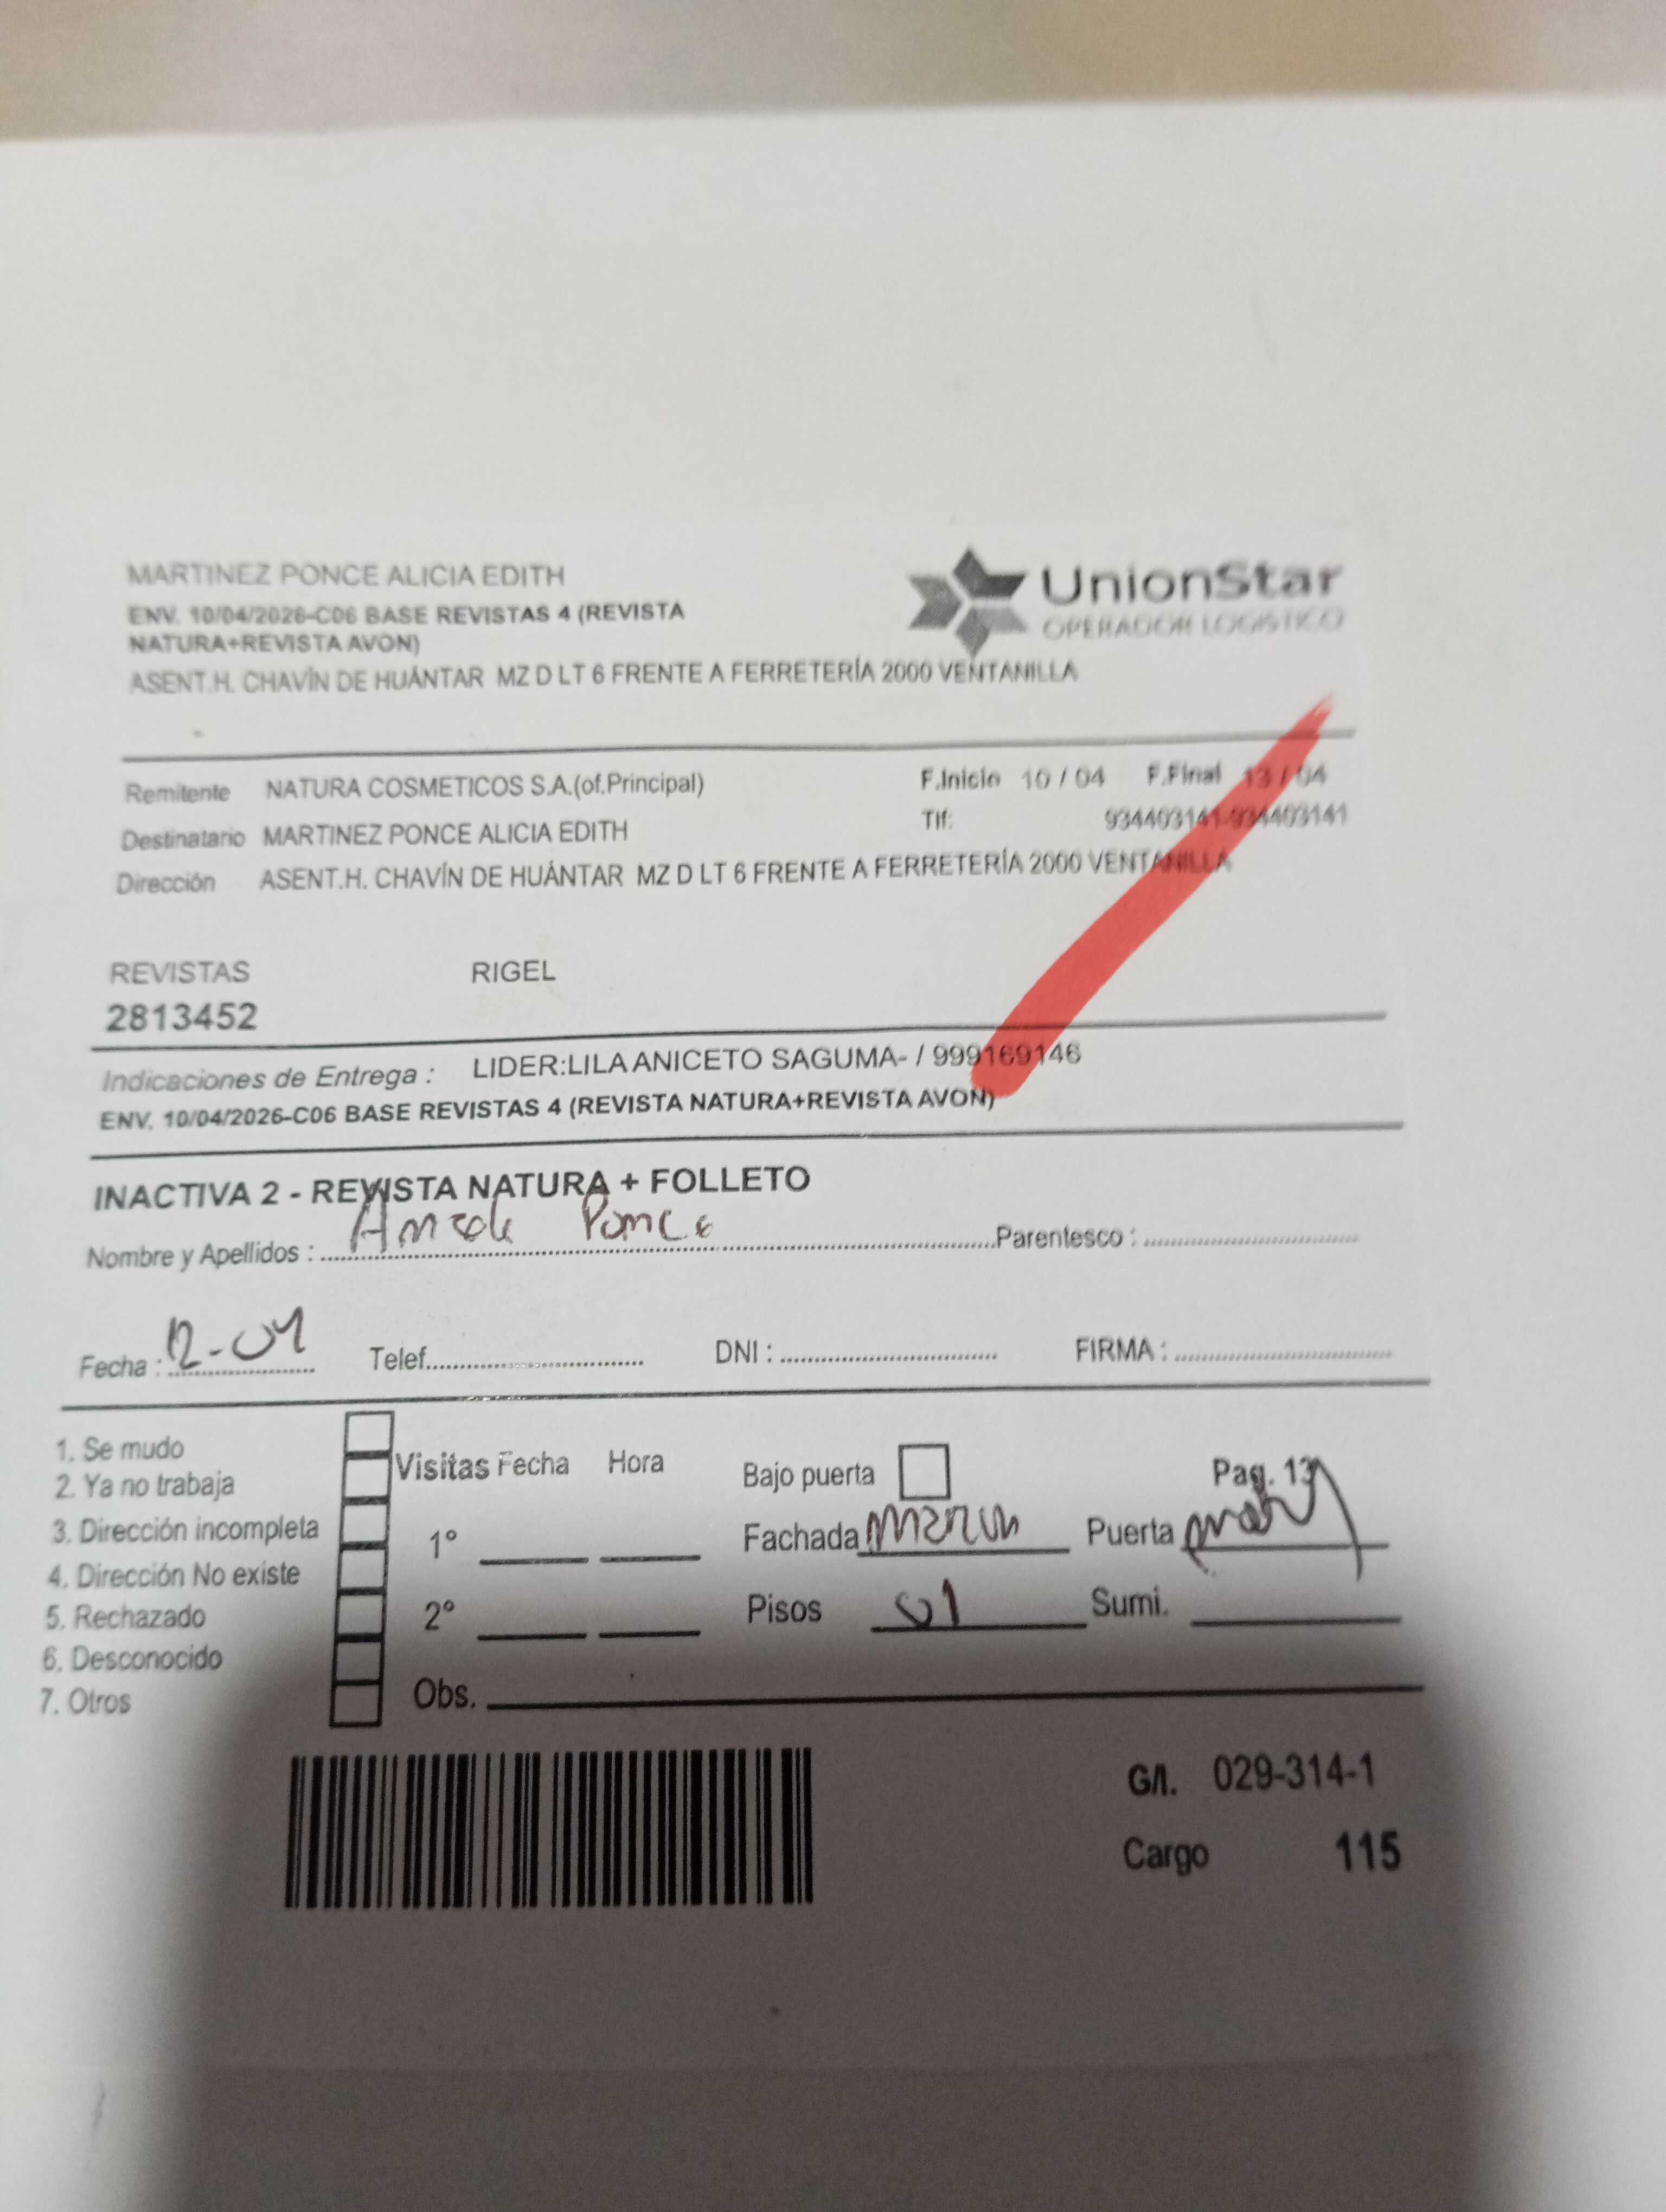 MARTINEZ PONCE ALICIA EDITH
ENV. 10/04/2026-C06 BASE REVISTAS 4 (REVISTA
NATURA+REVISTA AVON)
ASENT.H. CHAVÍN DE HUÁNTAR MZ D LT 6 FRENTE A FERRETERÍA 2000 VENTANILLA
UnionStar
OPERADOR LOGISTICO
Remitente NATURA COSMETICOS S.A.(of.Principal) F.Inicio 10 / 04 F.Final 13 / 04
Destinatario MARTINEZ PONCE ALICIA EDITH Tlf: 934403141-934403141
Dirección ASENT.H. CHAVÍN DE HUÁNTAR MZ D LT 6 FRENTE A FERRETERÍA 2000 VENTANILLA
REVISTAS RIGEL
2813452
Indicaciones de Entrega : LIDER:LILA ANICETO SAGUMA- / 999169146
ENV. 10/04/2026-C06 BASE REVISTAS 4 (REVISTA NATURA+REVISTA AVON)
INACTIVA 2 - REVISTA NATURA + FOLLETO
Nombre y Apellidos : Ponce Parentesco :
Fecha : 12-04 Telef. DNI : FIRMA :
1. Se mudo
2. Ya no trabaja
3. Dirección incompleta
4. Dirección No existe
5. Rechazado
6. Desconocido
7. Otros
Visitas Fecha Hora
1°
2°
Obs.
Bajo puerta Pag. 13
Fachada Puerta
Pisos 01 Sumi.
G/I. 029-314-1
Cargo 115